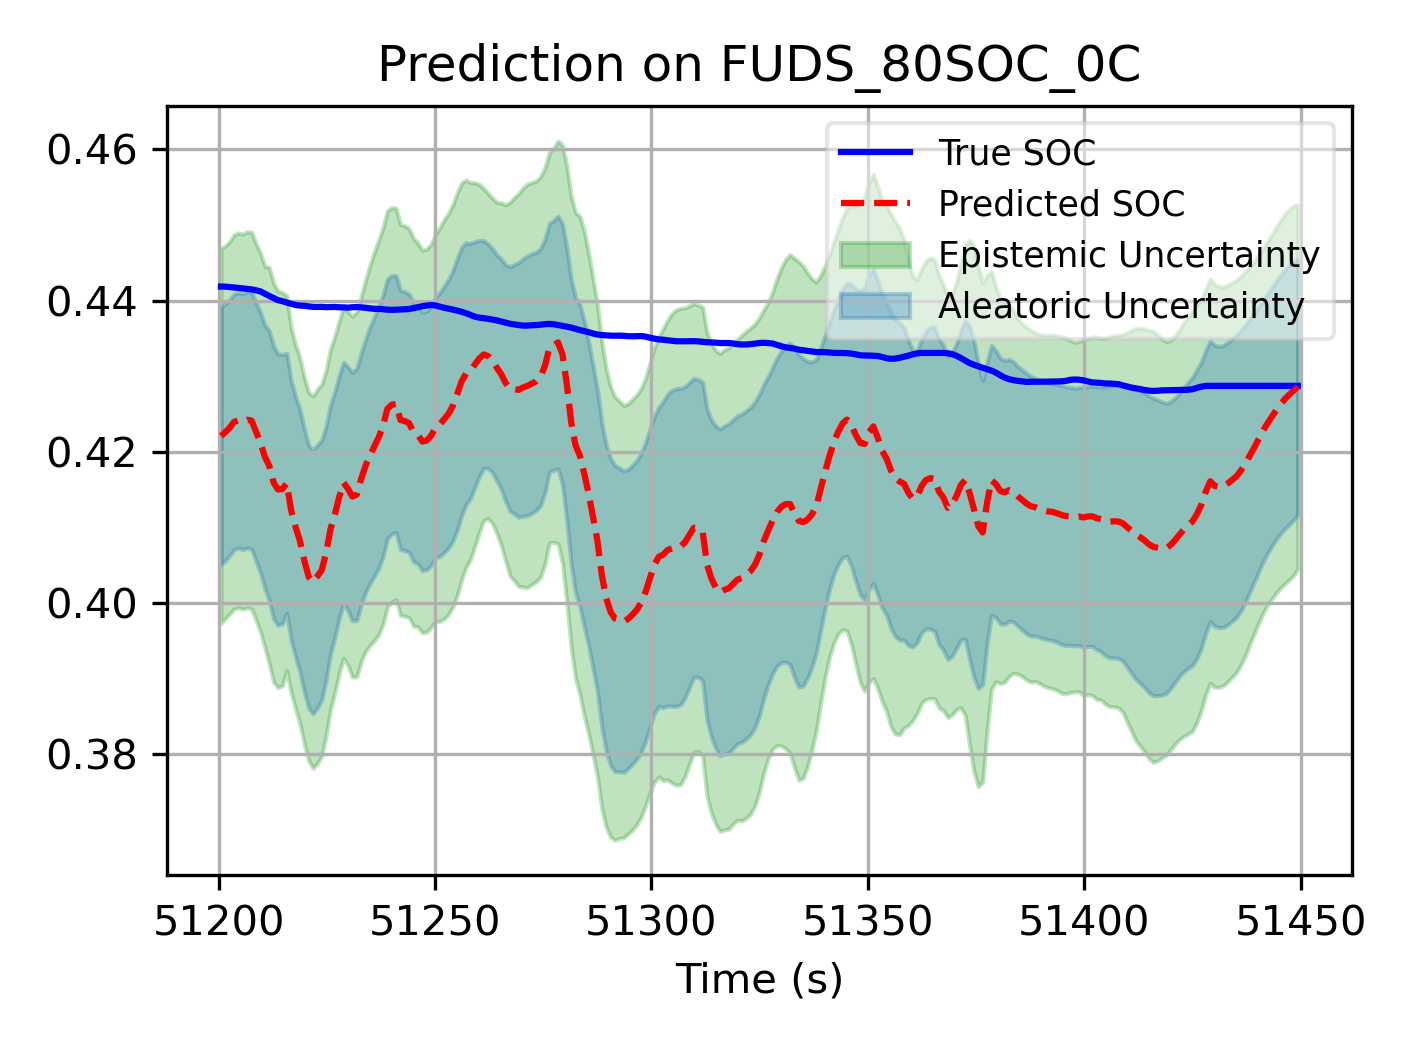 Prediction on FUDS_80SOC_0C
True SOC
Predicted SOC
Epistemic Uncertainty
Aleatoric Uncertainty
0.46
0.44
0.42
0.40
0.38
51200 51250 51300 51350 51400 51450
Time (s)